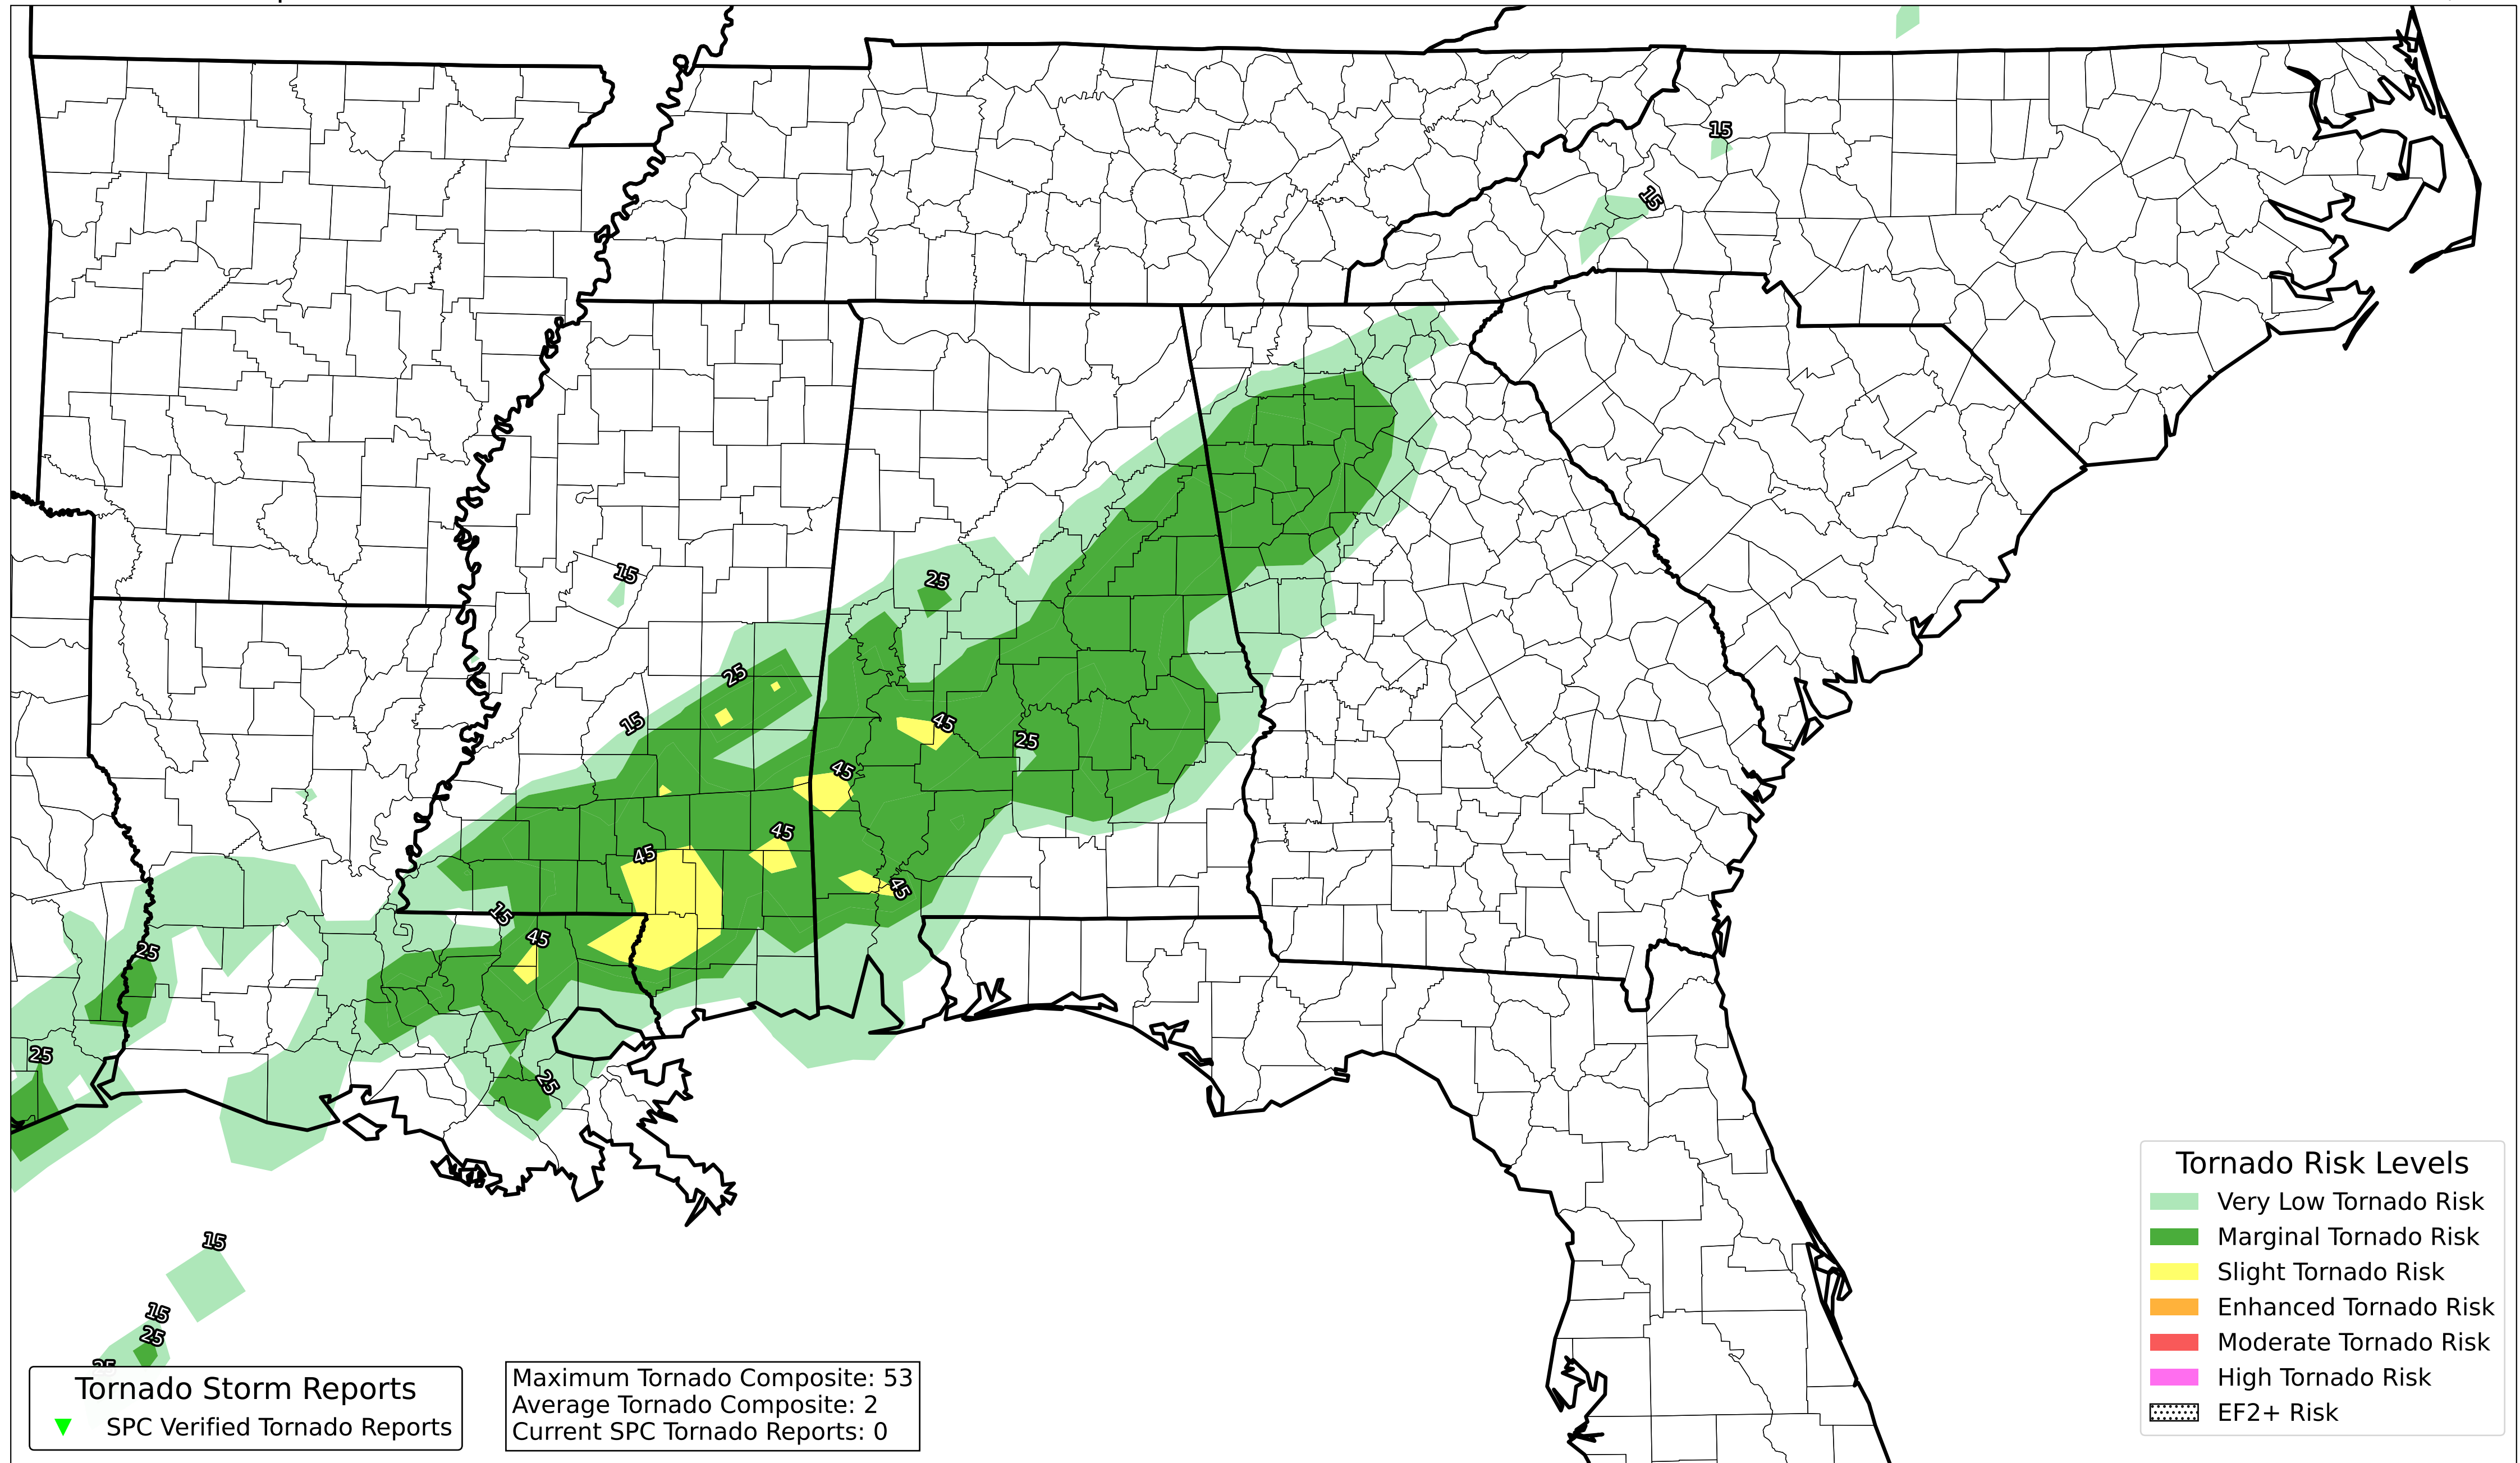 15
15
15
25
25
15
45
25
45
45
45
45
15
45
25
25
25
15
15
25
Tornado Storm Reports
SPC Verified Tornado Reports
Maximum Tornado Composite: 53
Average Tornado Composite: 2
Current SPC Tornado Reports: 0
Tornado Risk Levels
Very Low Tornado Risk
Marginal Tornado Risk
Slight Tornado Risk
Enhanced Tornado Risk
Moderate Tornado Risk
High Tornado Risk
EF2+ Risk